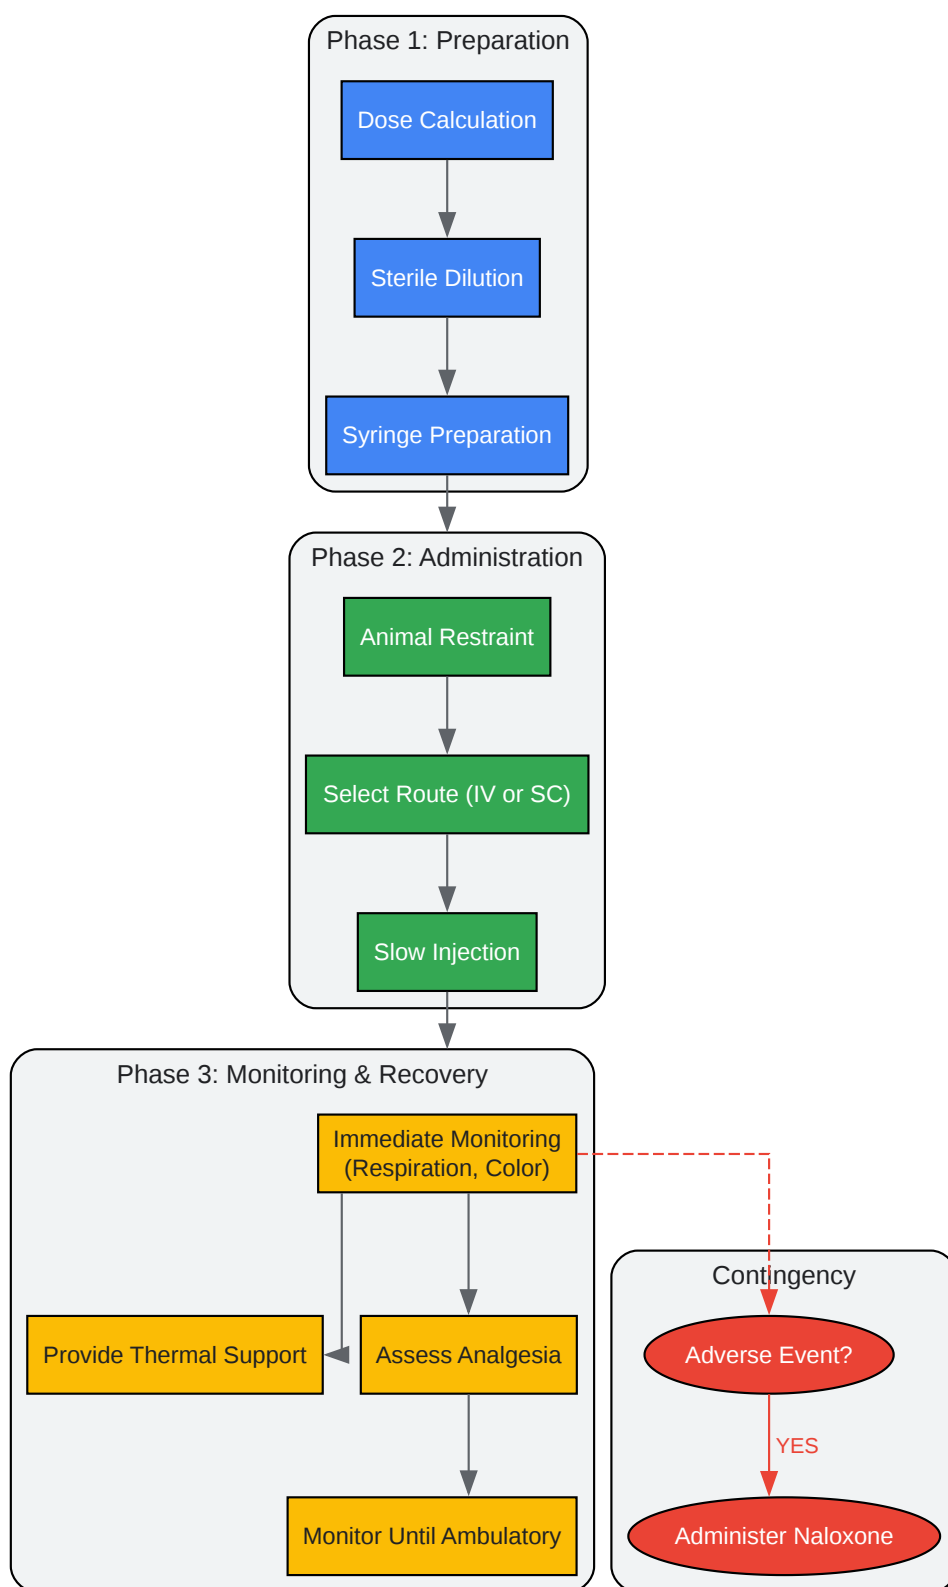 Phase 1: Preparation
Dose Calculation
Sterile Dilution
Syringe Preparation
Phase 2: Administration
Animal Restraint
Select Route (IV or SC)
Slow Injection
Phase 3: Monitoring & Recovery
Immediate Monitoring
(Respiration, Color)
Provide Thermal Support
Assess Analgesia
Monitor Until Ambulatory
Contingency
Adverse Event?
YES
Administer Naloxone